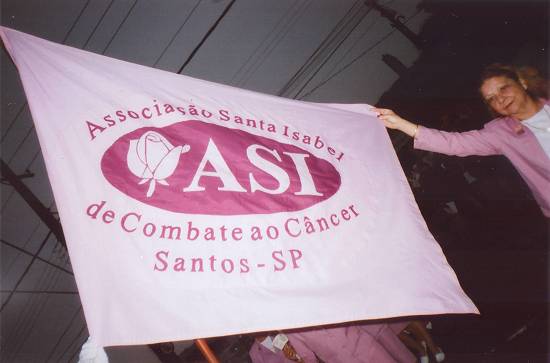 Associação Santa Isabel
ASI
de Combate ao Câncer
Santos - SP